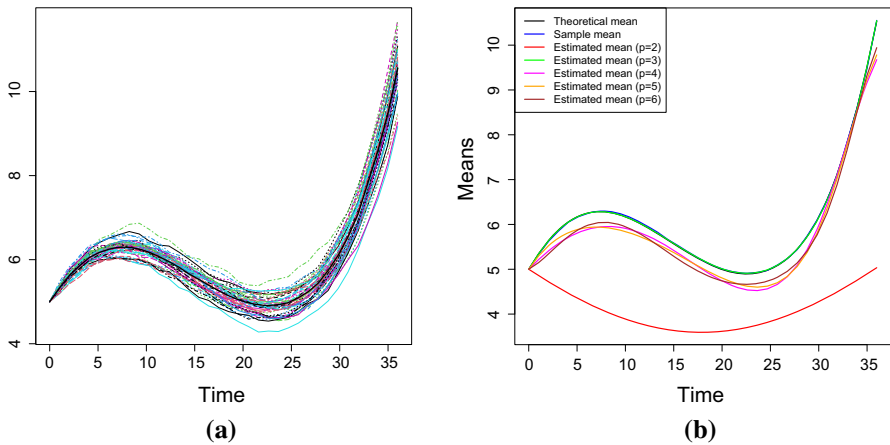 4
6
8
10
0
5
10
15
20
25
30
35
Time
(a)
Theoretical mean
Sample mean
Estimated mean (p=2)
Estimated mean (p=3)
Estimated mean (p=4)
Estimated mean (p=5)
Estimated mean (p=6)
Means
10
9
8
7
6
5
4
0
5
10
15
20
25
30
35
Time
(b)